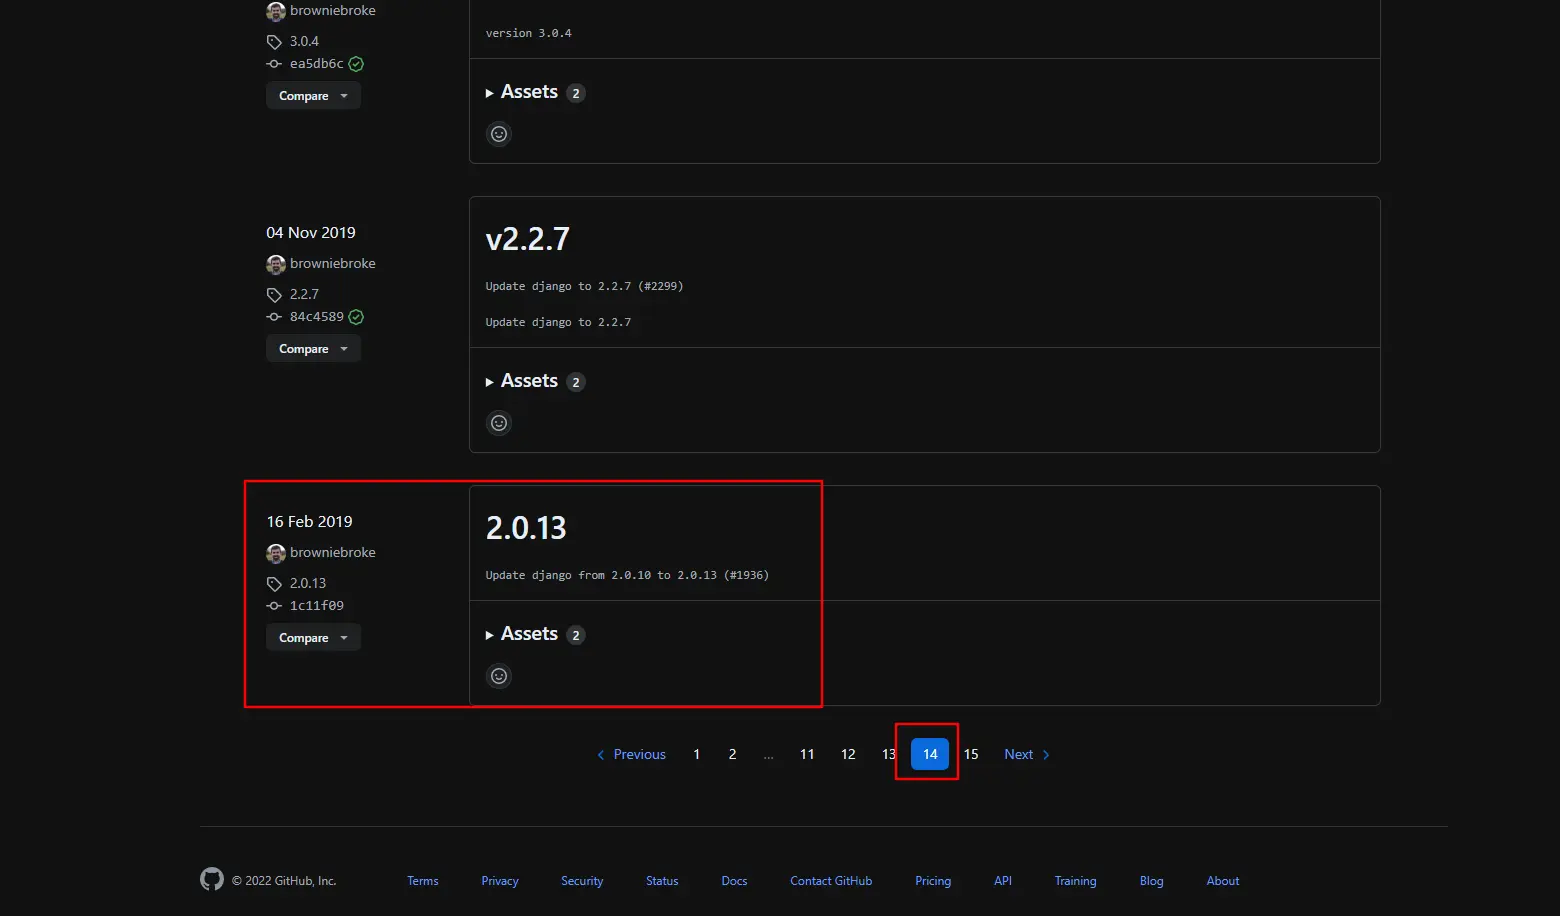 browniebroke
3.0.4
ea5db6c
Compare
version 3.0.4
Assets 2
04 Nov 2019
browniebroke
2.2.7
84c4589
Compare
v2.2.7
Update django to 2.2.7 (#2299)
Update django to 2.2.7
Assets 2
16 Feb 2019
browniebroke
2.0.13
1c11f09
Compare
2.0.13
Update django from 2.0.10 to 2.0.13 (#1936)
Assets 2
Previous 1 2 ... 11 12 13 14 15 Next
© 2022 GitHub, Inc. Terms Privacy Security Status Docs Contact GitHub Pricing API Training Blog About